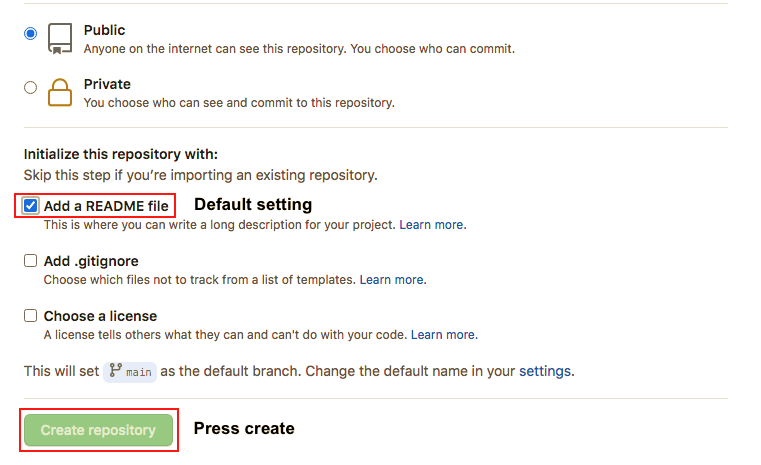 Public
Anyone on the internet can see this repository. You choose who can commit.
Private
You choose who can see and commit to this repository.
Initialize this repository with:
Skip this step if you’re importing an existing repository.
Add a README file Default setting
This is where you can write a long description for your project. Learn more.
Add .gitignore
Choose which files not to track from a list of templates. Learn more.
Choose a license
A license tells others what they can and can't do with your code. Learn more.
This will set main as the default branch. Change the default name in your settings.
Create repository Press create